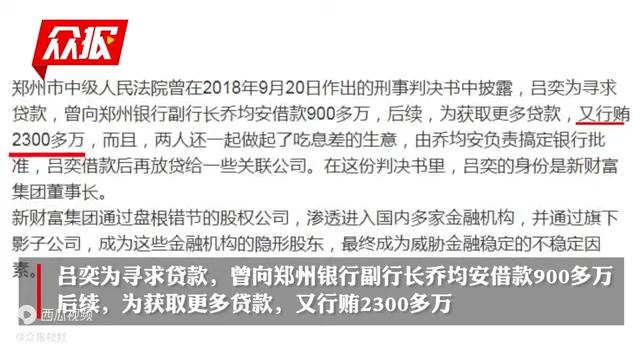 众报
郑州市中级人民法院曾在2018年9月20日作出的刑事判决书中披露，吕奕为寻求
贷款，曾向郑州银行副行长乔均安借款900多万，后续，为获取更多贷款，又行贿
2300多万，而且，两人还一起做起了吃息差的生意，由乔均安负责搞定银行批
准，吕奕借款后再放贷给一些关联公司。在这份判决书里，吕奕的身份是新财富
集团董事长。
新财富集团通过盘根错节的股权公司，渗透进入国内多家金融机构，并通过旗下
影子公司，成为这些金融机构的隐形股东，最终成为威胁金融稳定的不稳定因
素。
吕奕为寻求贷款，曾向郑州银行副行长乔均安借款900多万
后续，为获取更多贷款，又行贿2300多万
西瓜视频
@众报视频